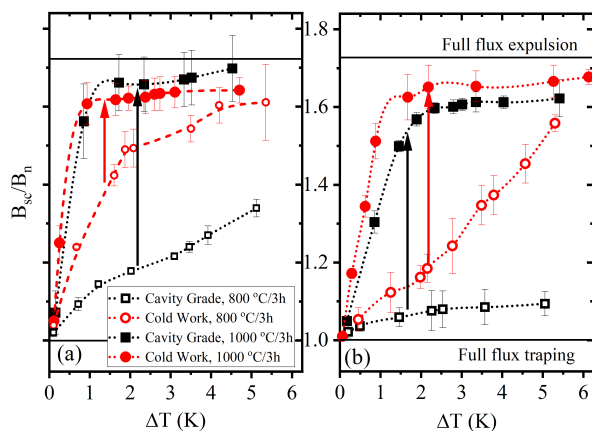 Full flux expulsion
1.8
1.6
1.4
1.2
1.0
B_sc/B_n
Cavity Grade, 800 °C/3h
Cold Work, 800 °C/3h
Cavity Grade, 1000 °C/3h
Cold Work, 1000 °C/3h
(a)
(b)
Full flux traping
0 1 2 3 4 5
0 1 2 3 4 5 6
ΔT (K)
ΔT (K)